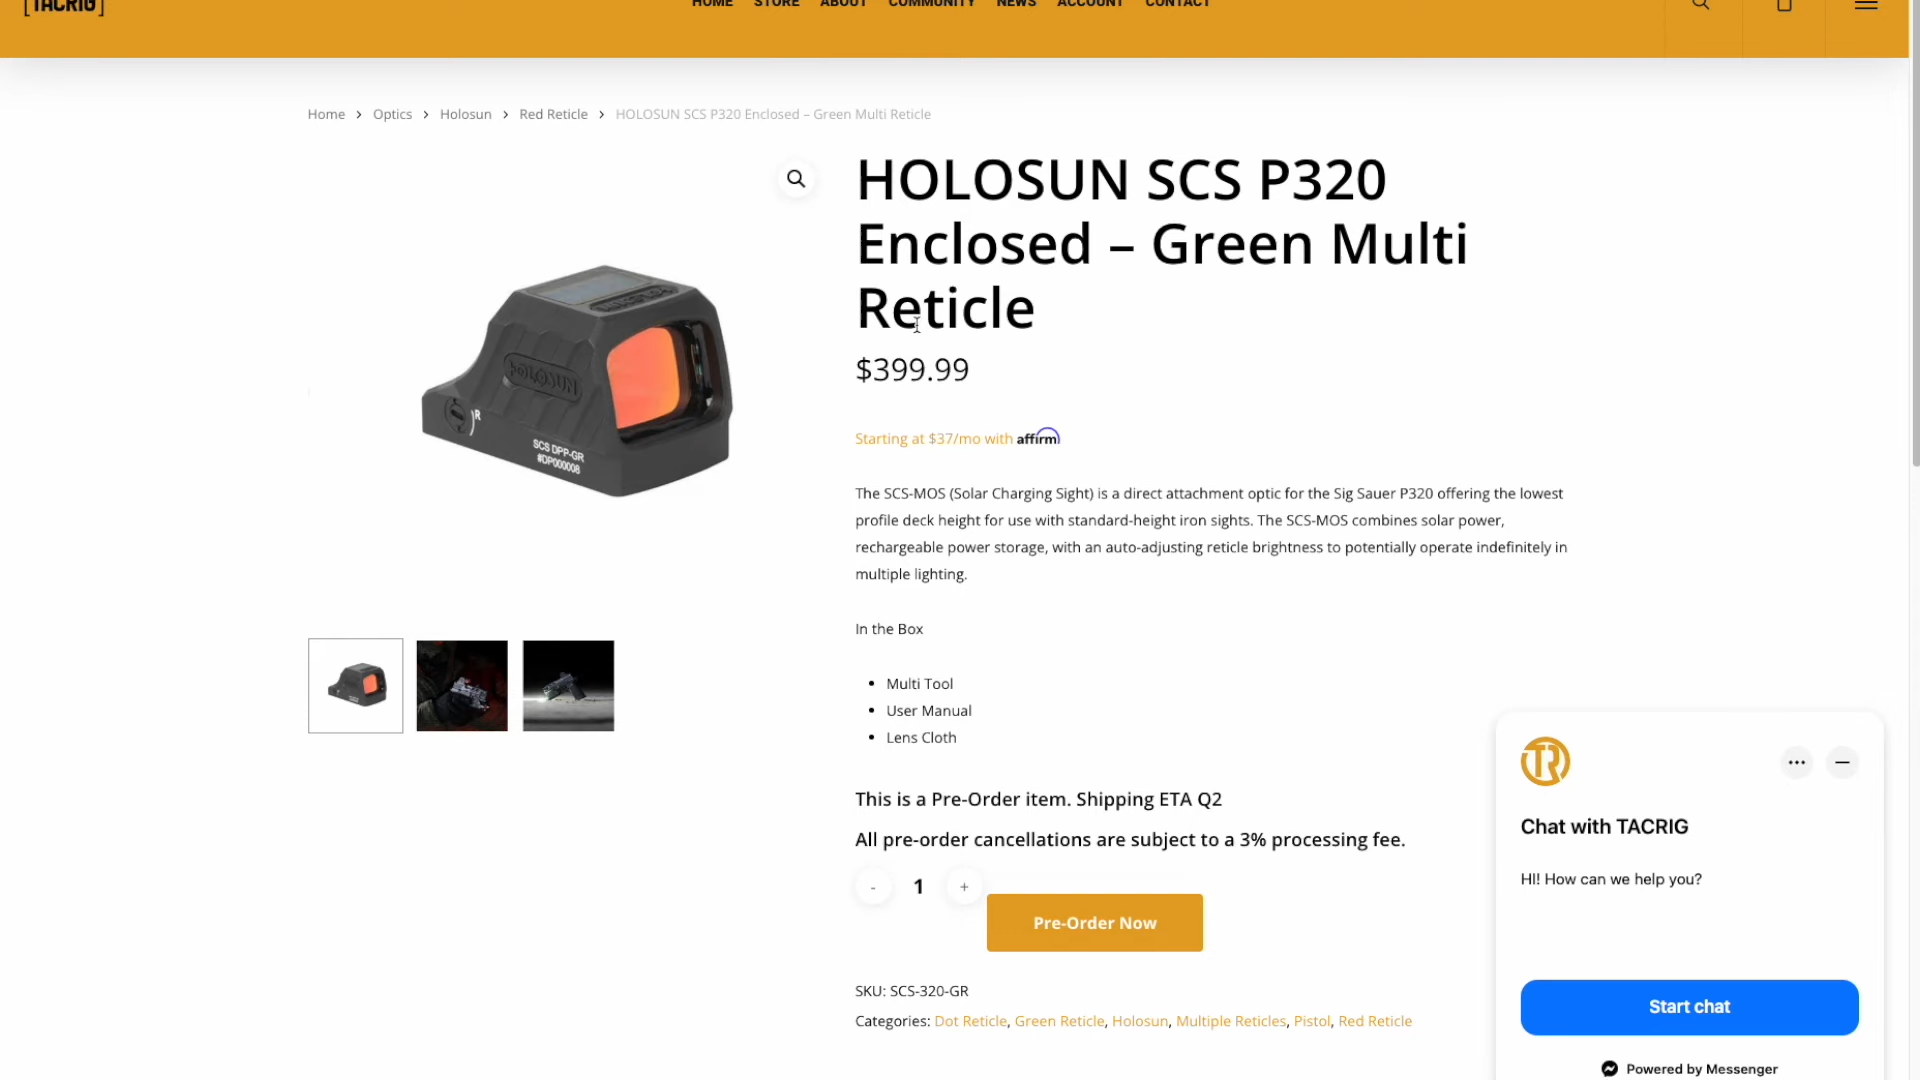 [TACRIG]
HOME STORE ABOUT COMMUNITY NEWS ACCOUNT CONTACT
Home > Optics > Holosun > Red Reticle > HOLOSUN SCS P320 Enclosed – Green Multi Reticle
HOLOSUN SCS P320
Enclosed – Green Multi
Reticle
$399.99
HOLOSUN
R
SCS DPP-GR
#DP000008
Starting at $37/mo with affirm
The SCS-MOS (Solar Charging Sight) is a direct attachment optic for the Sig Sauer P320 offering the lowest
profile deck height for use with standard-height iron sights. The SCS-MOS combines solar power,
rechargeable power storage, with an auto-adjusting reticle brightness to potentially operate indefinitely in
multiple lighting.
In the Box
• Multi Tool
• User Manual
• Lens Cloth
This is a Pre-Order item. Shipping ETA Q2
All pre-order cancellations are subject to a 3% processing fee.
- 1 +
Pre-Order Now
SKU: SCS-320-GR
Categories: Dot Reticle, Green Reticle, Holosun, Multiple Reticles, Pistol, Red Reticle
TR
Chat with TACRIG
HI! How can we help you?
Start chat
Powered by Messenger